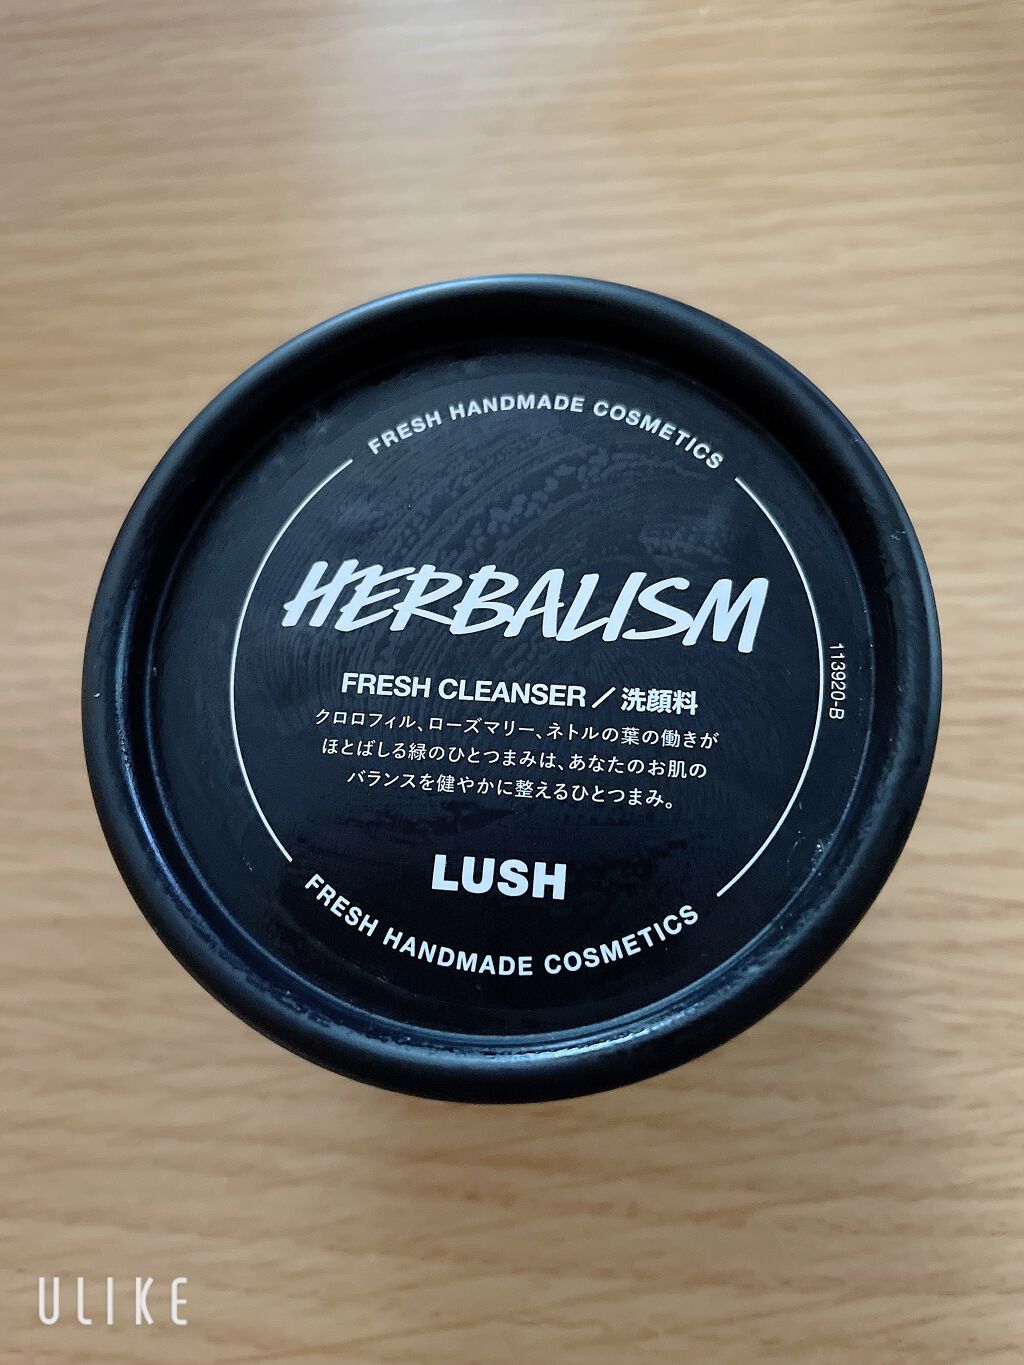 FRESH HANDMADE COSMETICS
HERBALISM
FRESH CLEANSER／洗顔料
クロロフィル、ローズマリー、ネトルの葉の働きが
ほとばしる緑のひとつまみは、あなたのお肌の
バランスを健やかに整えるひとつまみ。
113920-B
LUSH
FRESH HANDMADE COSMETICS
ULIKE